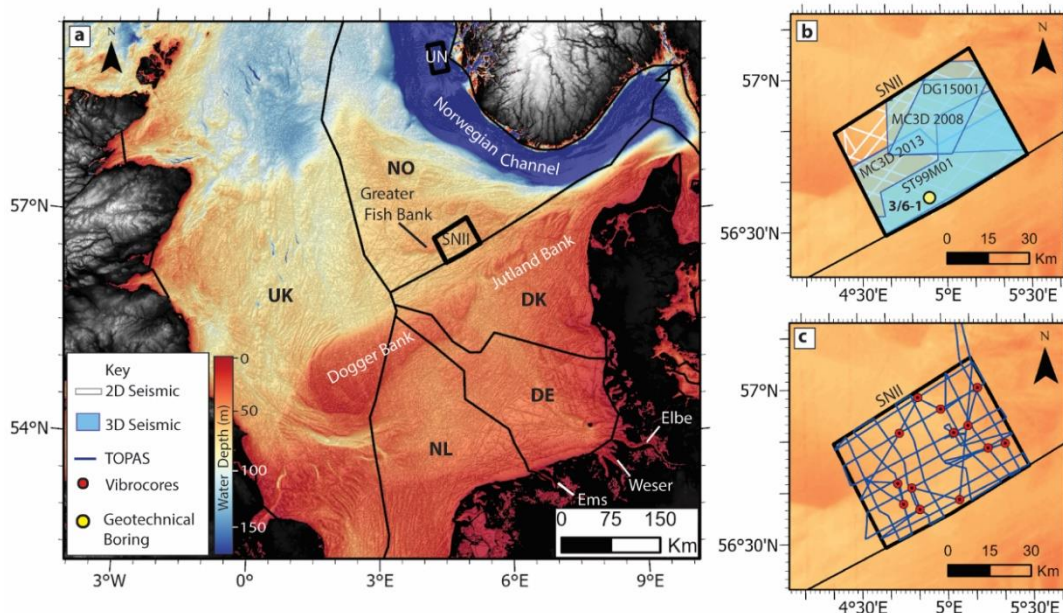 a
N
UN
Norwegian Channel
NO
57°N
Greater
Fish Bank
SNII
Jutland Bank
UK
DK
Dogger Bank
Key
2D Seismic
3D Seismic
TOPAS
Vibrocores
Geotechnical
Boring
0
50
100
150
Water Depth (m)
54°N
DE
NL
Elbe
Weser
Ems
0 75 150
Km
3°W 0° 3°E 6°E 9°E
b
N
57°N
SNII
DG15001
MC3D 2008
MC3D 2013
ST99M01
3/6-1
56°30'N
0 15 30
Km
4°30'E 5°E 5°30'E
c
N
SNII
57°N
56°30'N
0 15 30
Km
4°30'E 5°E 5°30'E